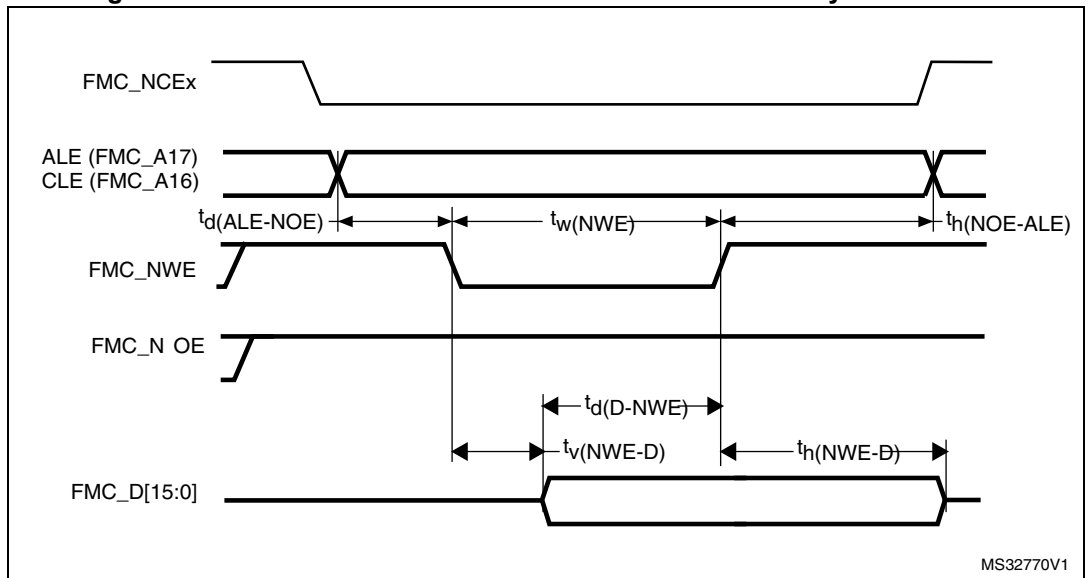 FMC_NCEx
ALE (FMC_A17)
CLE (FMC_A16)
td(ALE-NOE)
tw(NWE)
th(NOE-ALE)
FMC_NWE
FMC_N OE
td(D-NWE)
tv(NWE-D)
th(NWE-D)
FMC_D[15:0]
MS32770V1